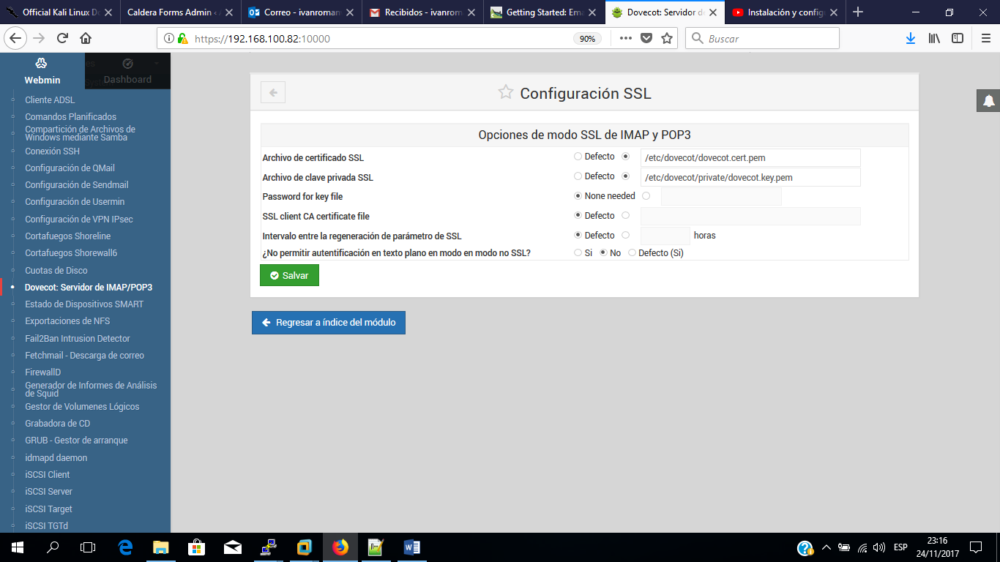 Official Kali Linux Do
Caldera Forms Admin ‹
Correo - ivanroman
Recibidos - ivanrom
Getting Started: Ema
Dovecot: Servidor de
Instalación y config
https://192.168.100.82:10000
90%
Buscar
Webmin
Dashboard
Cliente ADSL
Comandos Planificados
Compartición de Archivos de
Windows mediante Samba
Conexión SSH
Configuración de QMail
Configuración de Sendmail
Configuración de Usermin
Configuración de VPN IPsec
Cortafuegos Shoreline
Cortafuegos Shorewall6
Cuotas de Disco
Dovecot: Servidor de IMAP/POP3
Estado de Dispositivos SMART
Exportaciones de NFS
Fail2Ban Intrusion Detector
Fetchmail - Descarga de correo
FirewallD
Generador de Informes de Análisis
de Squid
Gestor de Volumenes Lógicos
Grabadora de CD
GRUB - Gestor de arranque
idmapd daemon
iSCSI Client
iSCSI Server
iSCSI Target
iSCSI TGTd
Configuración SSL
Opciones de modo SSL de IMAP y POP3
Archivo de certificado SSL Defecto /etc/dovecot/dovecot.cert.pem
Archivo de clave privada SSL Defecto /etc/dovecot/private/dovecot.key.pem
Password for key file None needed
SSL client CA certificate file Defecto
Intervalo entre la regeneración de parámetro de SSL Defecto horas
¿No permitir autentificación en texto plano en modo en modo no SSL? Si No Defecto (Si)
Salvar
Regresar a índice del módulo
ESP
23:16
24/11/2017